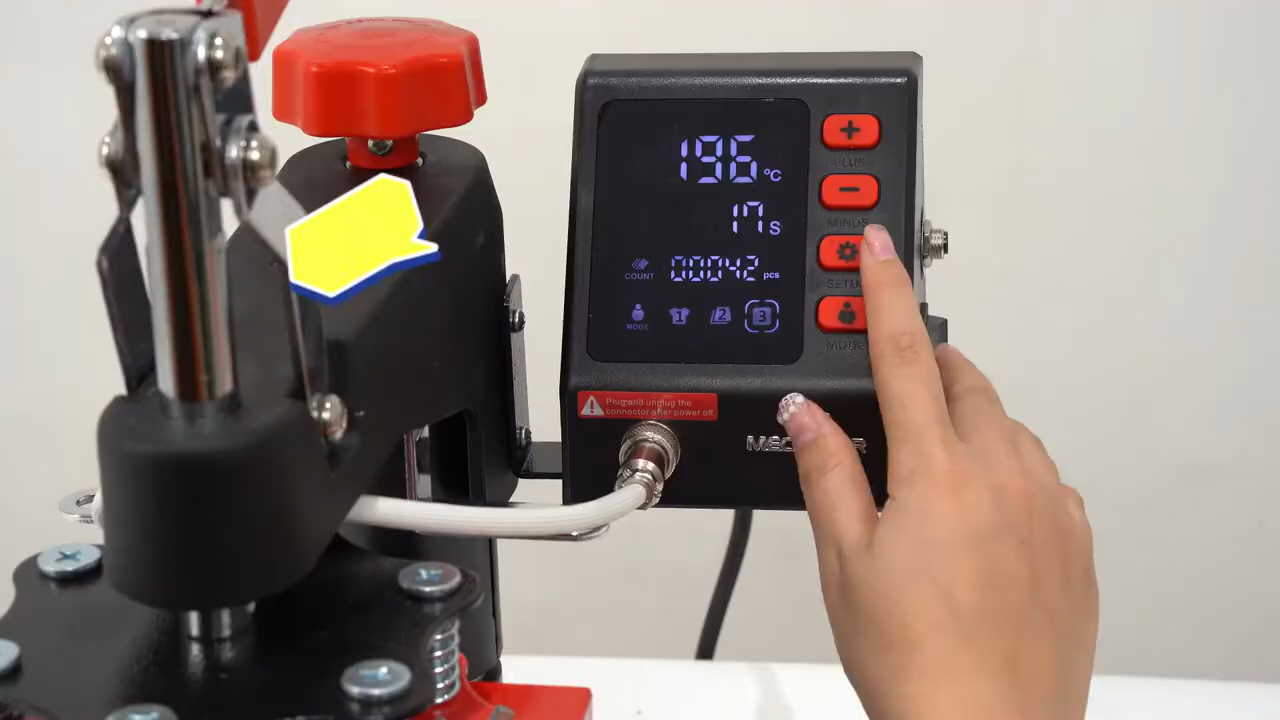 196 °C
PLUS
17 S
MINUS
COUNT 00042 pcs
MODE 1 2 3
MODE
Plug and unplug the
connector after power off